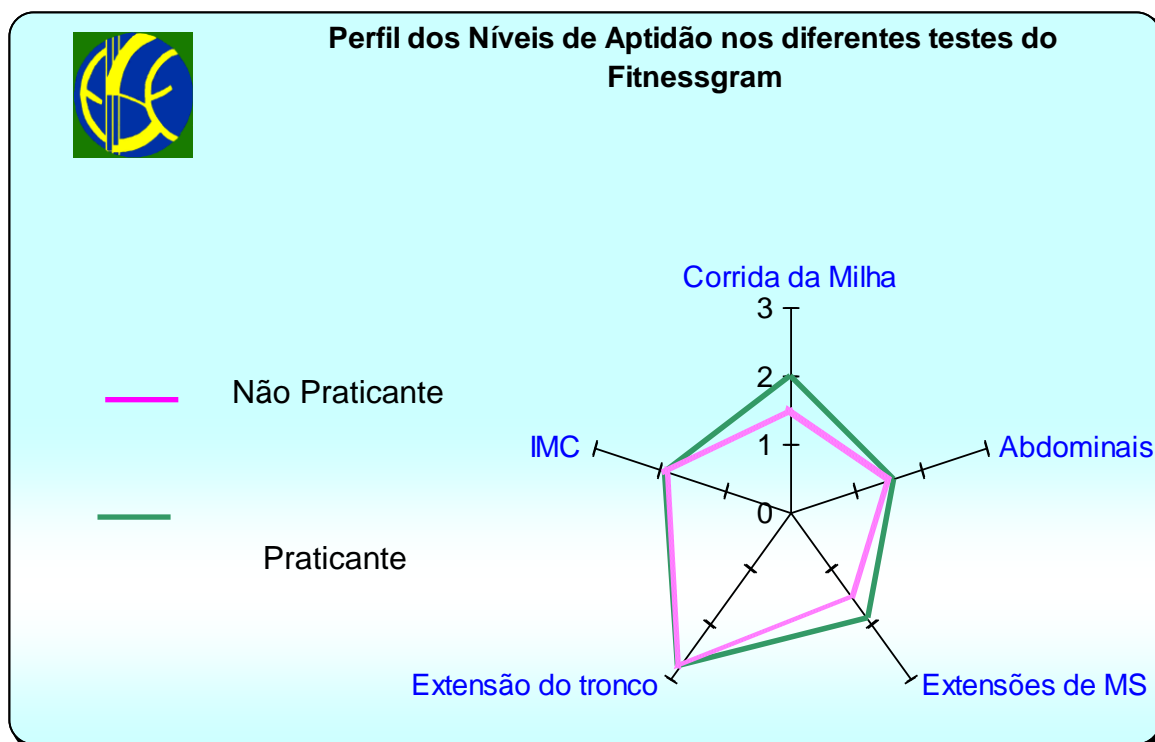 Perfil dos Níveis de Aptidão nos diferentes testes do
Fitnessgram
Corrida da Milha
3
2
1
0
Não Praticante
IMC
Abdominais
Praticante
Extensão do tronco
Extensões de MS